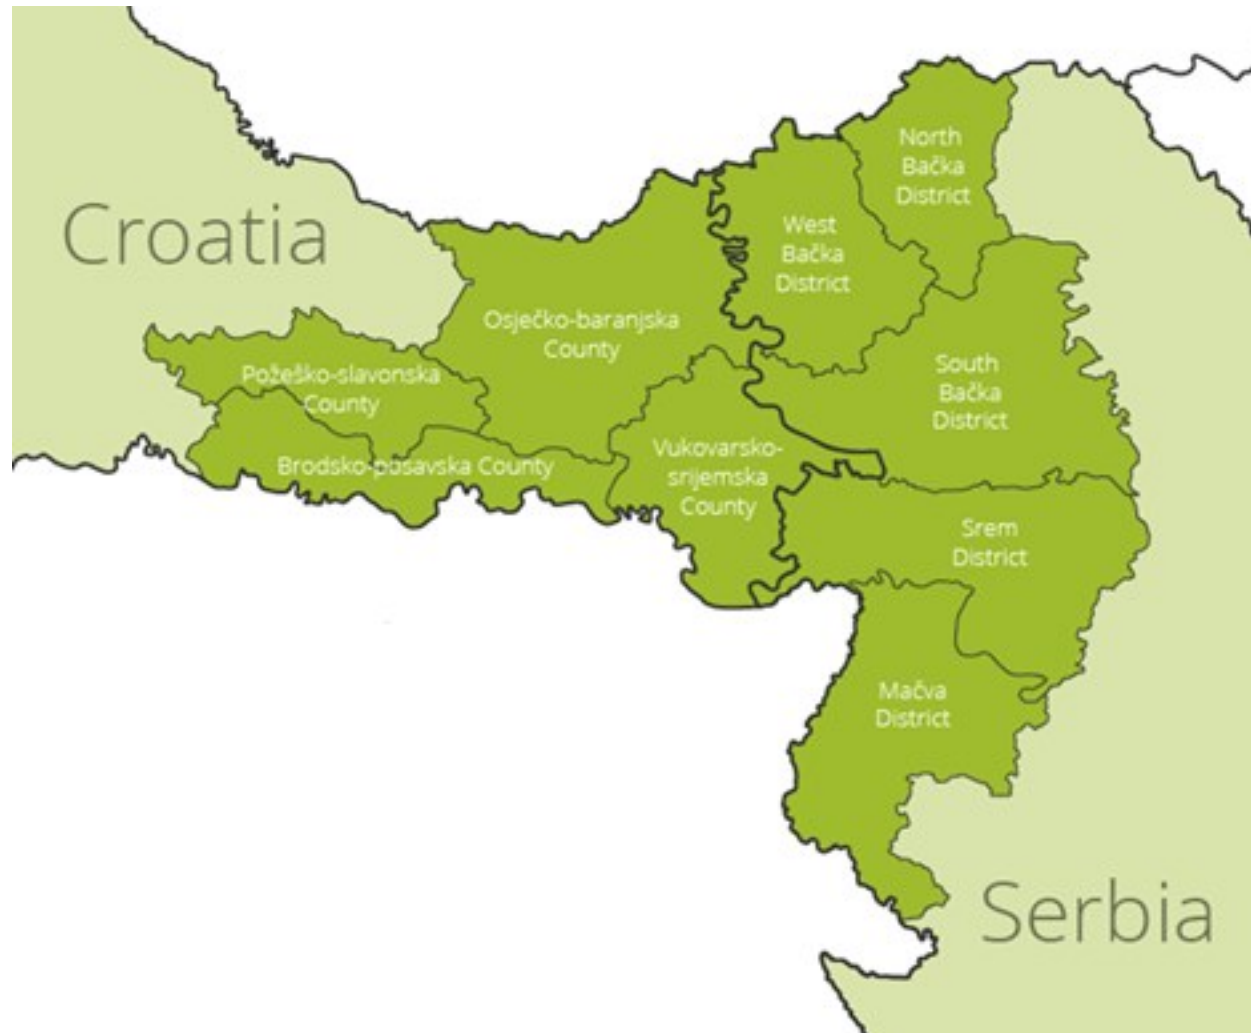 Croatia
North
Bačka
District
West
Bačka
District
Osječko-baranjska
County
South
Bačka
District
Požeško-slavonska
County
Vukovarsko-
srijemska
County
Brodsko-posavska County
Srem
District
Mačva
District
Serbia